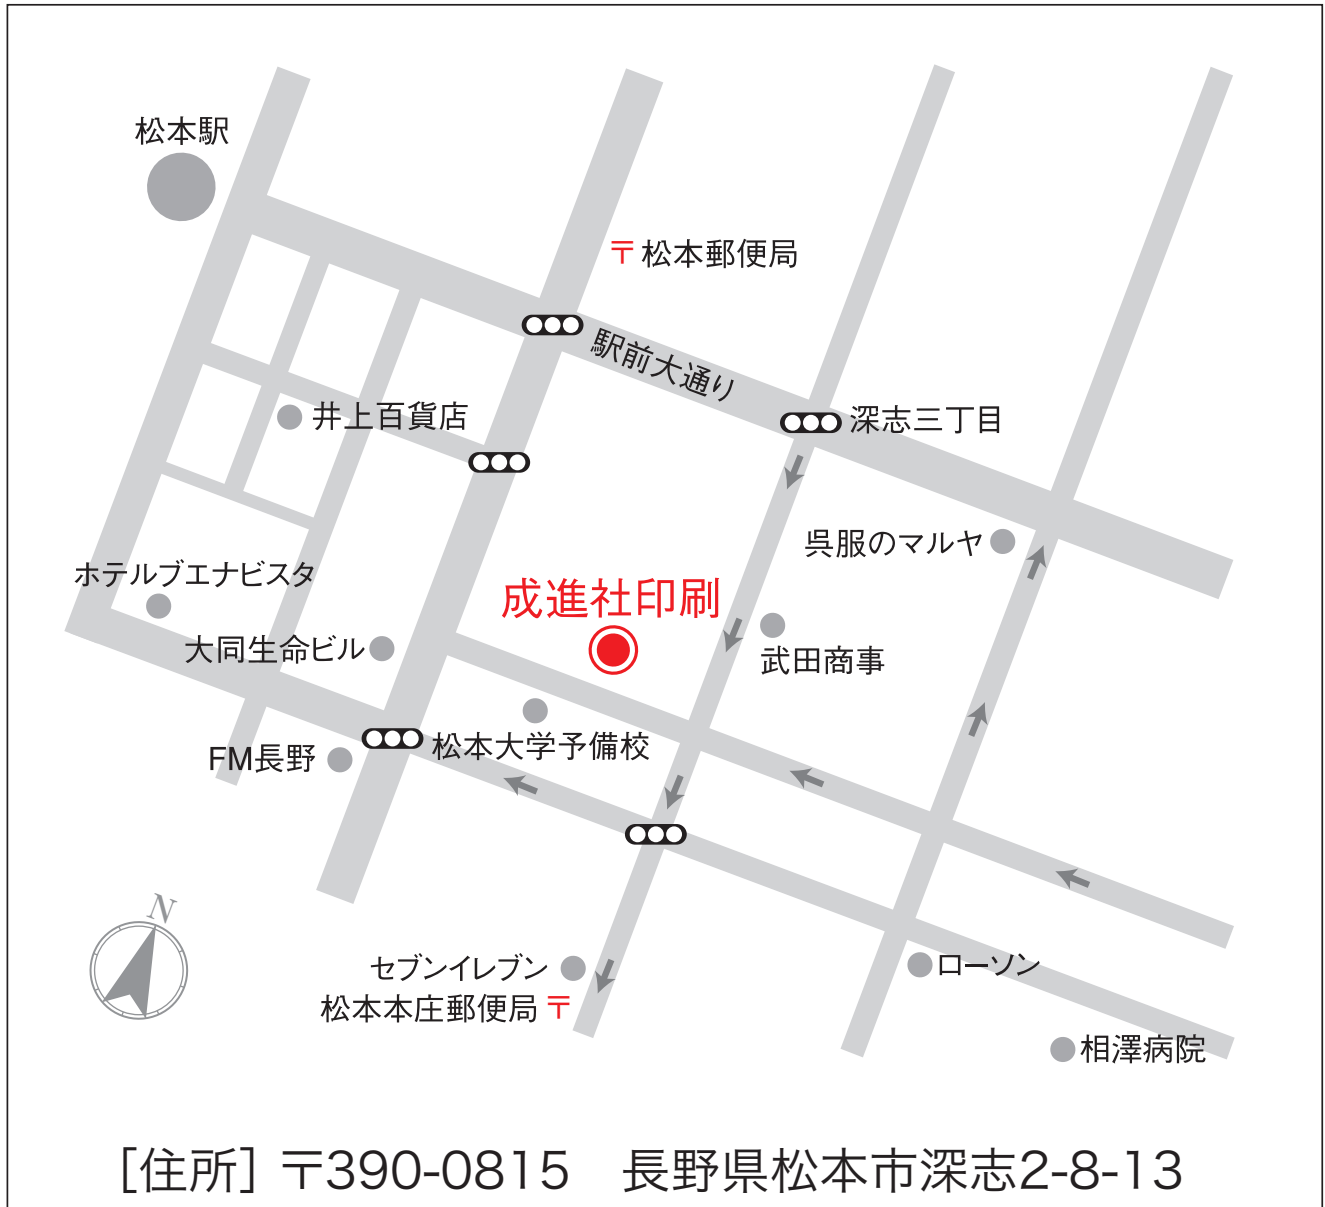 松本駅
〒松本郵便局
駅前大通り
井上百貨店
深志三丁目
呉服のマルヤ
ホテルブエナビスタ
成進社印刷
大同生命ビル
武田商事
松本大学予備校
FM長野
N
セブンイレブン
ローソン
松本本庄郵便局〒
相澤病院
［住所］〒390-0815　長野県松本市深志2-8-13